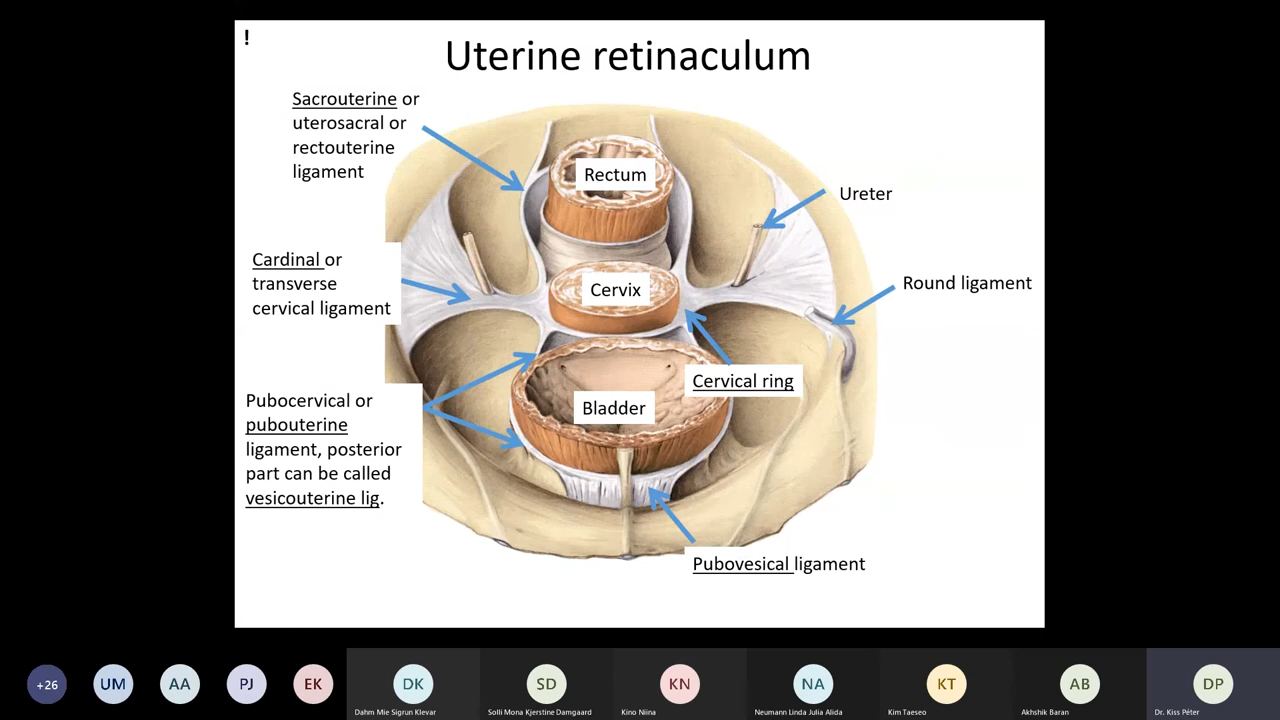 !
Uterine retinaculum
Sacrouterine or
uterosacral or
rectouterine
ligament
Rectum
Ureter
Cardinal or
transverse
cervical ligament
Cervix
Round ligament
Cervical ring
Pubocervical or
pubouterine
ligament, posterior
part can be called
vesicouterine lig.
Bladder
Pubovesical ligament
+26
UM
AA
PJ
EK
DK
Dahm Mie Sigrun Klevar
SD
Solli Mona Kjerstine Damgaard
KN
Kino Niina
NA
Neumann Linda Julia Alida
KT
Kim Taeseo
AB
Akhshik Baran
DP
Dr. Kiss Péter